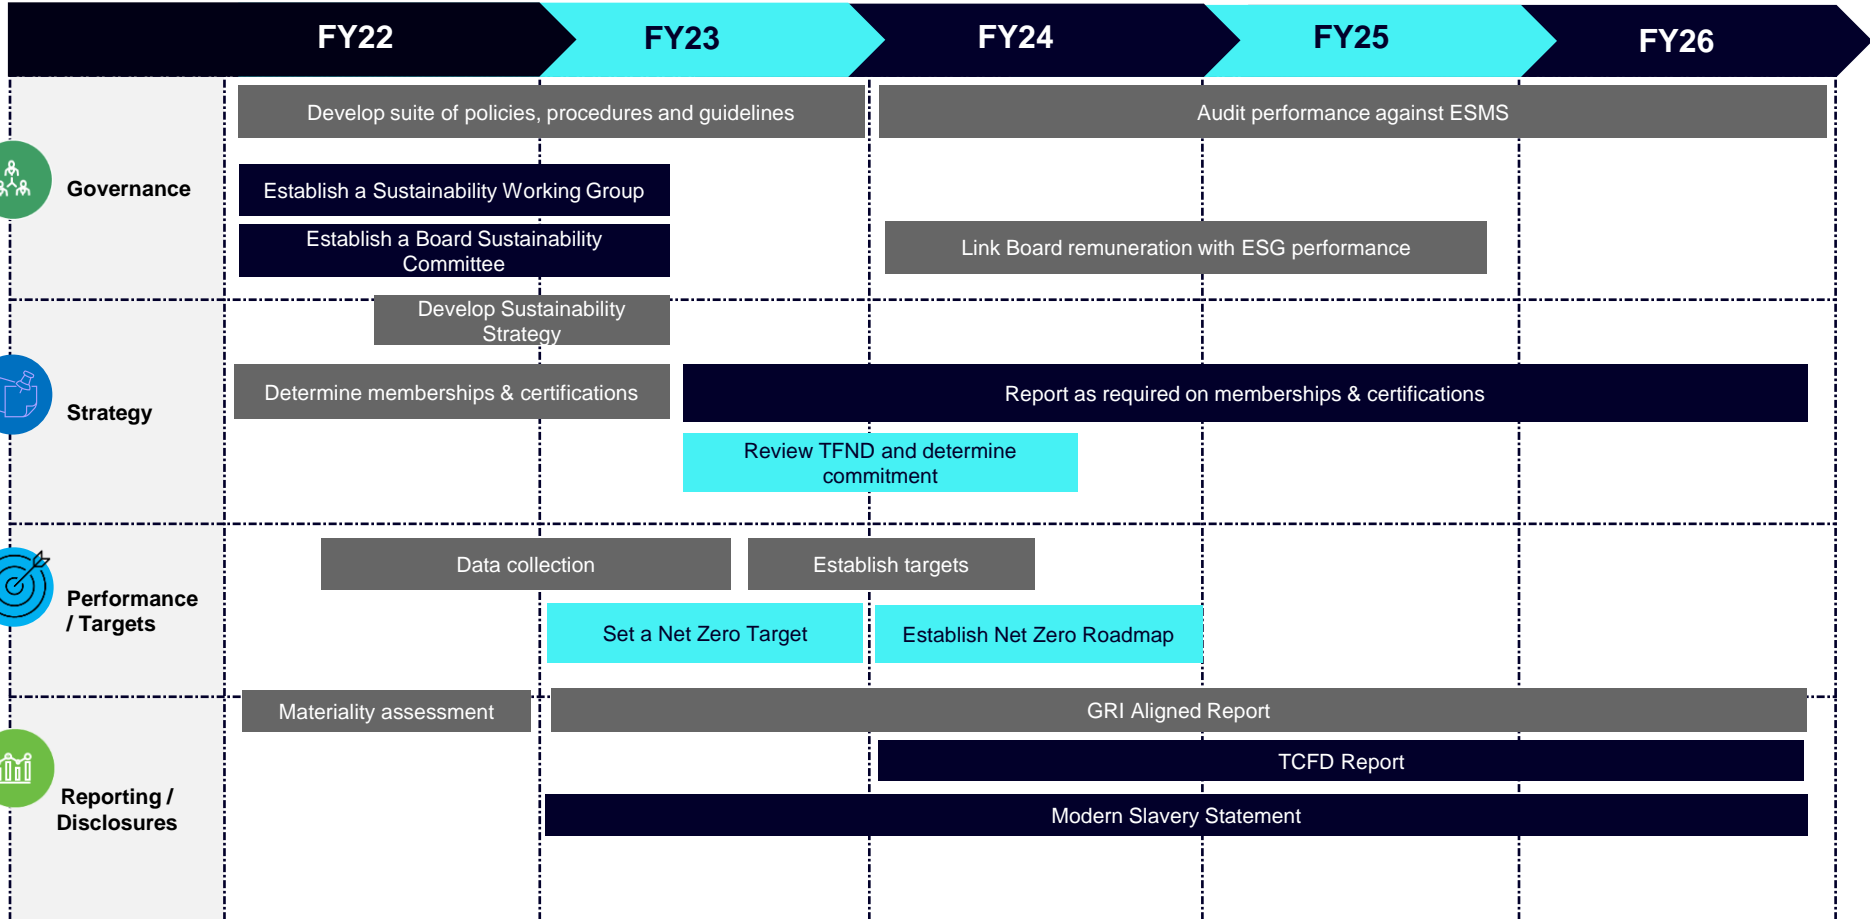 FY22
FY23
FY24
FY25
FY26
Governance
Develop suite of policies, procedures and guidelines
Audit performance against ESMS
Establish a Sustainability Working Group
Establish a Board Sustainability
Committee
Link Board remuneration with ESG performance
Strategy
Develop Sustainability
Strategy
Determine memberships & certifications
Report as required on memberships & certifications
Review TFND and determine
commitment
Performance
/ Targets
Data collection
Establish targets
Set a Net Zero Target
Establish Net Zero Roadmap
Reporting /
Disclosures
Materiality assessment
GRI Aligned Report
TCFD Report
Modern Slavery Statement